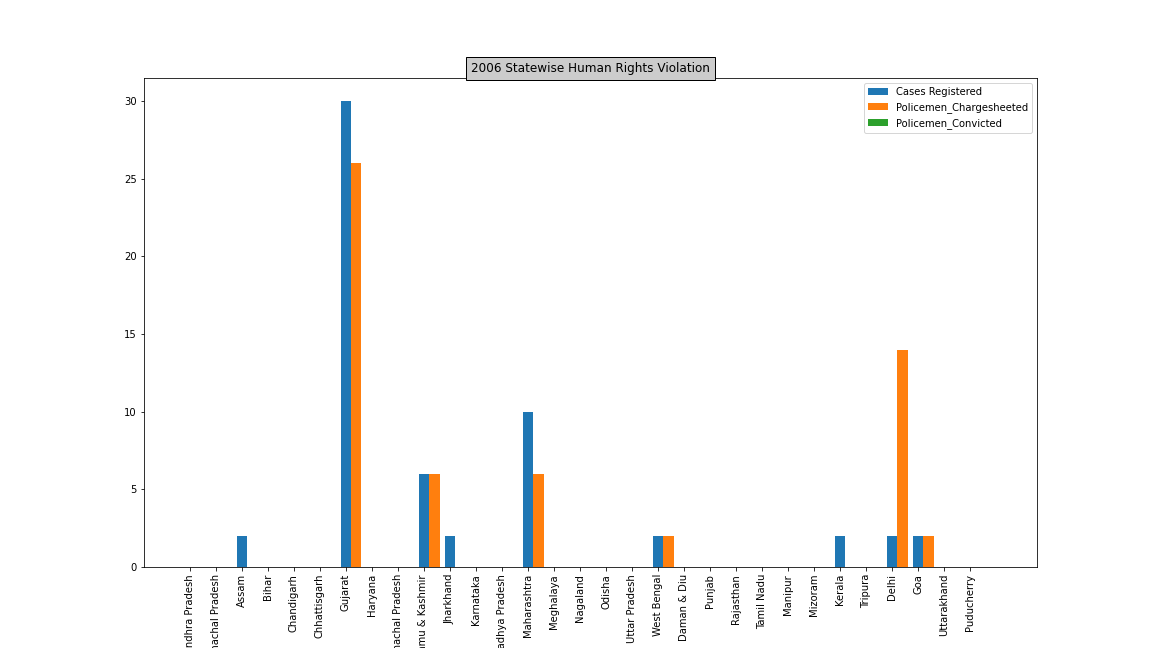 2006 Statewise Human Rights Violation
Cases Registered
Policemen_Chargesheeted
Policemen_Convicted
30
25
20
15
10
5
0
ndhra Pradesh
nachal Pradesh
Assam
Bihar
Chandigarh
Chhattisgarh
Gujarat
Haryana
nachal Pradesh
mu & Kashmir
Jharkhand
Karnataka
adhya Pradesh
Maharashtra
Meghalaya
Nagaland
Odisha
Uttar Pradesh
West Bengal
Daman & Diu
Punjab
Rajasthan
Tamil Nadu
Manipur
Mizoram
Kerala
Tripura
Delhi
Goa
Uttarakhand
Puducherry